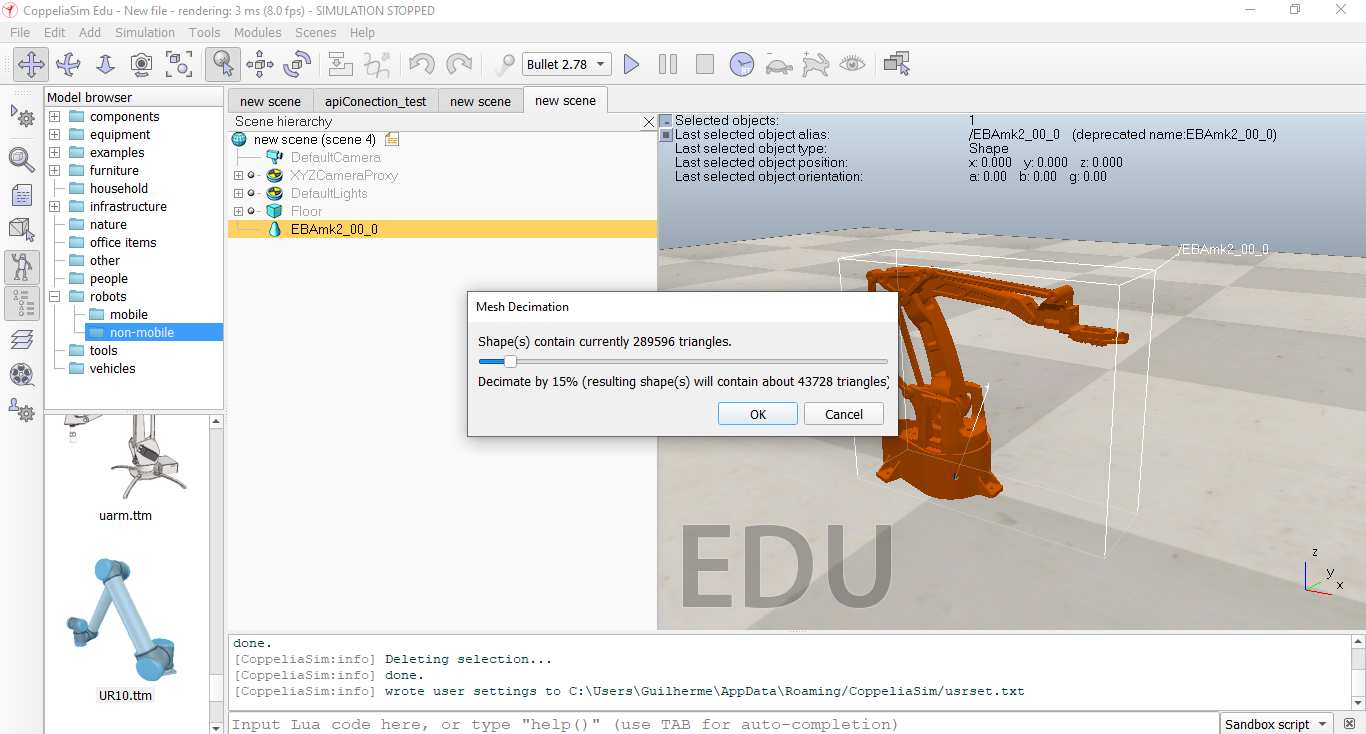 CoppeliaSim Edu - New file - rendering: 3 ms (8.0 fps) - SIMULATION STOPPED
File Edit Add Simulation Tools Modules Scenes Help
Bullet 2.78
Model browser
components
equipment
examples
furniture
household
infrastructure
nature
office items
other
people
robots
mobile
non-mobile
tools
vehicles
uarm.ttm
UR10.ttm
new scene apiConection_test new scene new scene
Scene hierarchy
new scene (scene 4)
DefaultCamera
XYZCameraProxy
DefaultLights
Floor
EBAmk2_00_0
Selected objects: 1
Last selected object alias: /EBAmk2_00_0 (deprecated name:EBAmk2_00_0)
Last selected object type: Shape
Last selected object position: x: 0.000 y: 0.000 z: 0.000
Last selected object orientation: a: 0.00 b: 0.00 g: 0.00
/EBAmk2_00_0
Mesh Decimation
Shape(s) contain currently 289596 triangles.
Decimate by 15% (resulting shape(s) will contain about 43728 triangles)
OK Cancel
EDU
z
y
x
done.
[CoppeliaSim:info] Deleting selection...
[CoppeliaSim:info] done.
[CoppeliaSim:info] wrote user settings to C:\Users\Guilherme\AppData\Roaming/CoppeliaSim/usrset.txt
Input Lua code here, or type "help()" (use TAB for auto-completion)
Sandbox script